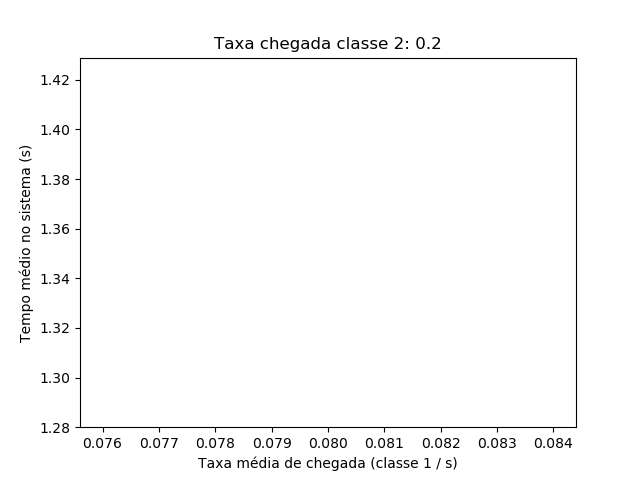 Taxa chegada classe 2: 0.2
Tempo médio no sistema (s)
1.42
1.40
1.38
1.36
1.34
1.32
1.30
1.28
0.076 0.077 0.078 0.079 0.080 0.081 0.082 0.083 0.084
Taxa média de chegada (classe 1 / s)